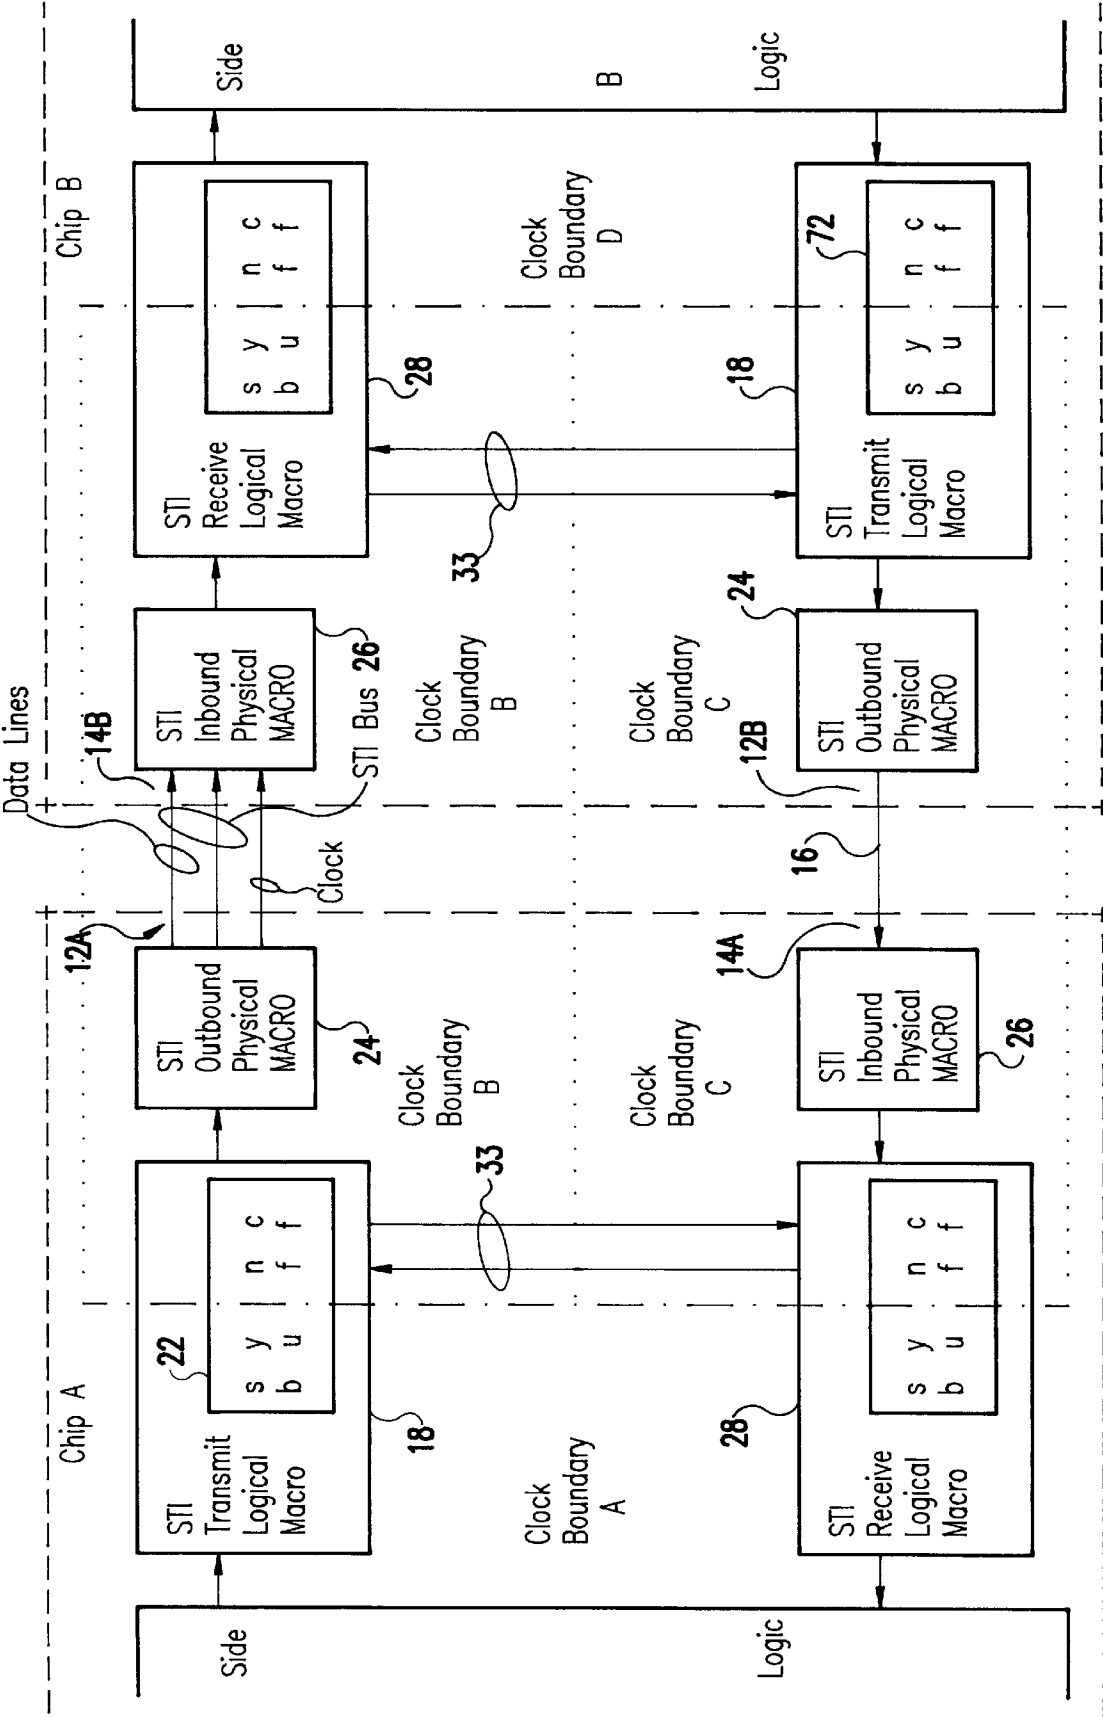 Chip A
Side
Logic
STI
Transmit
Logical
Macro
22
s y n c
b u f f
18
Clock
Boundary
A
33
28
STI
Receive
Logical
Macro
s y n c
b u f f
12A
STI
Outbound
Physical
MACRO
24
Clock
Boundary
B
Clock
Boundary
C
14A
STI
Inbound
Physical
MACRO
26
Data Lines
Clock
STI Bus
16
Chip B
14B
STI
Inbound
Physical
MACRO
26
Clock
Boundary
B
Clock
Boundary
C
12B
24
STI
Outbound
Physical
MACRO
STI
Receive
Logical
Macro
s y n c
b u f f
28
33
Clock
Boundary
D
18
STI
Transmit
Logical
Macro
72
s y n c
b u f f
Side
B
Logic